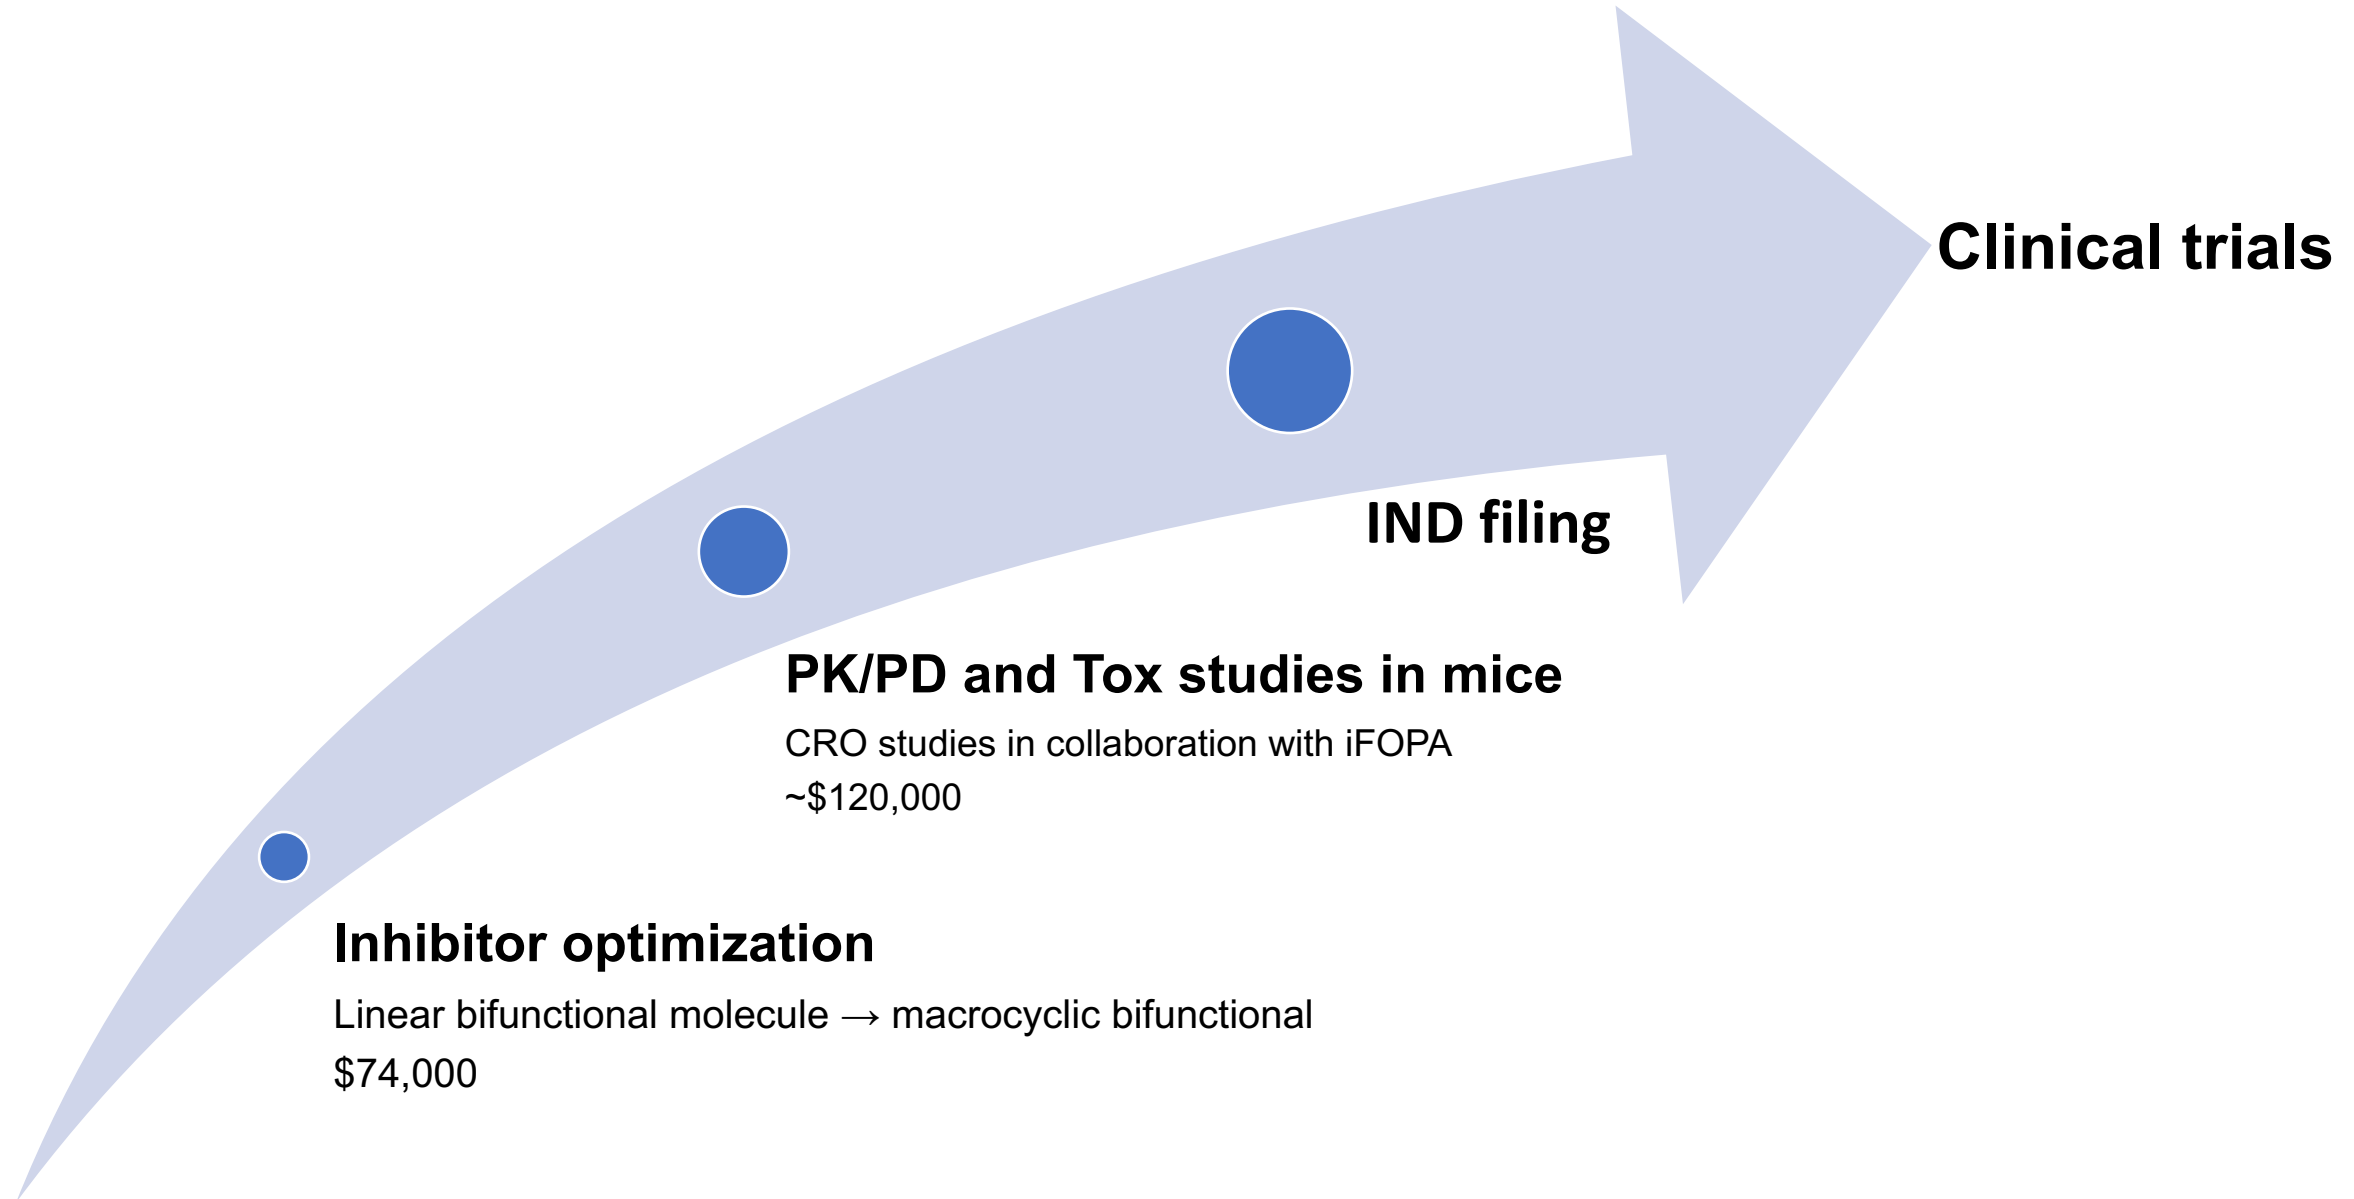 Clinical trials
IND filing
PK/PD and Tox studies in mice
CRO studies in collaboration with iFOPA
~$120,000
Inhibitor optimization
Linear bifunctional molecule → macrocyclic bifunctional
$74,000